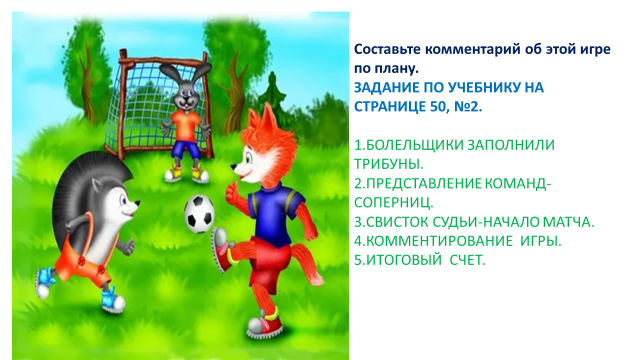 Составьте комментарий об этой игре
по плану.
ЗАДАНИЕ ПО УЧЕБНИКУ НА
СТРАНИЦЕ 50, №2.
1.БОЛЕЛЬЩИКИ ЗАПОЛНИЛИ
ТРИБУНЫ.
2.ПРЕДСТАВЛЕНИЕ КОМАНД-
СОПЕРНИЦ.
3.СВИСТОК СУДЬИ-НАЧАЛО МАТЧА.
4.КОММЕНТИРОВАНИЕ ИГРЫ.
5.ИТОГОВЫЙ СЧЕТ.